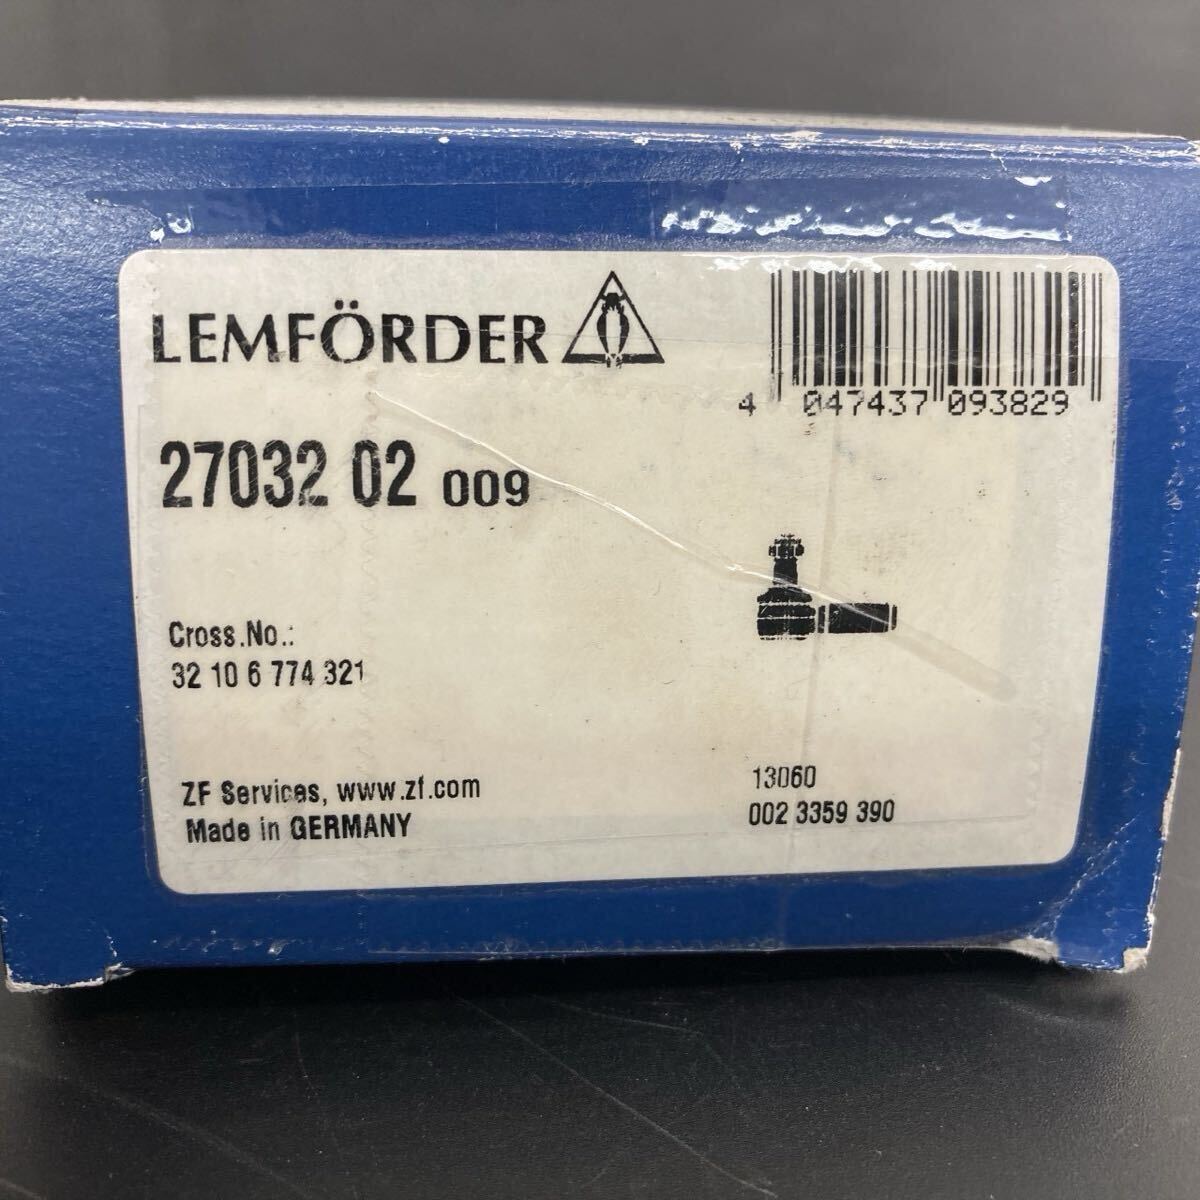 LEMFÖRDER
4 047437 093829
27032 02 009
Cross.No.:
32 10 6 774 321
ZF Services, www.zf.com
Made in GERMANY
13060
002 3359 390